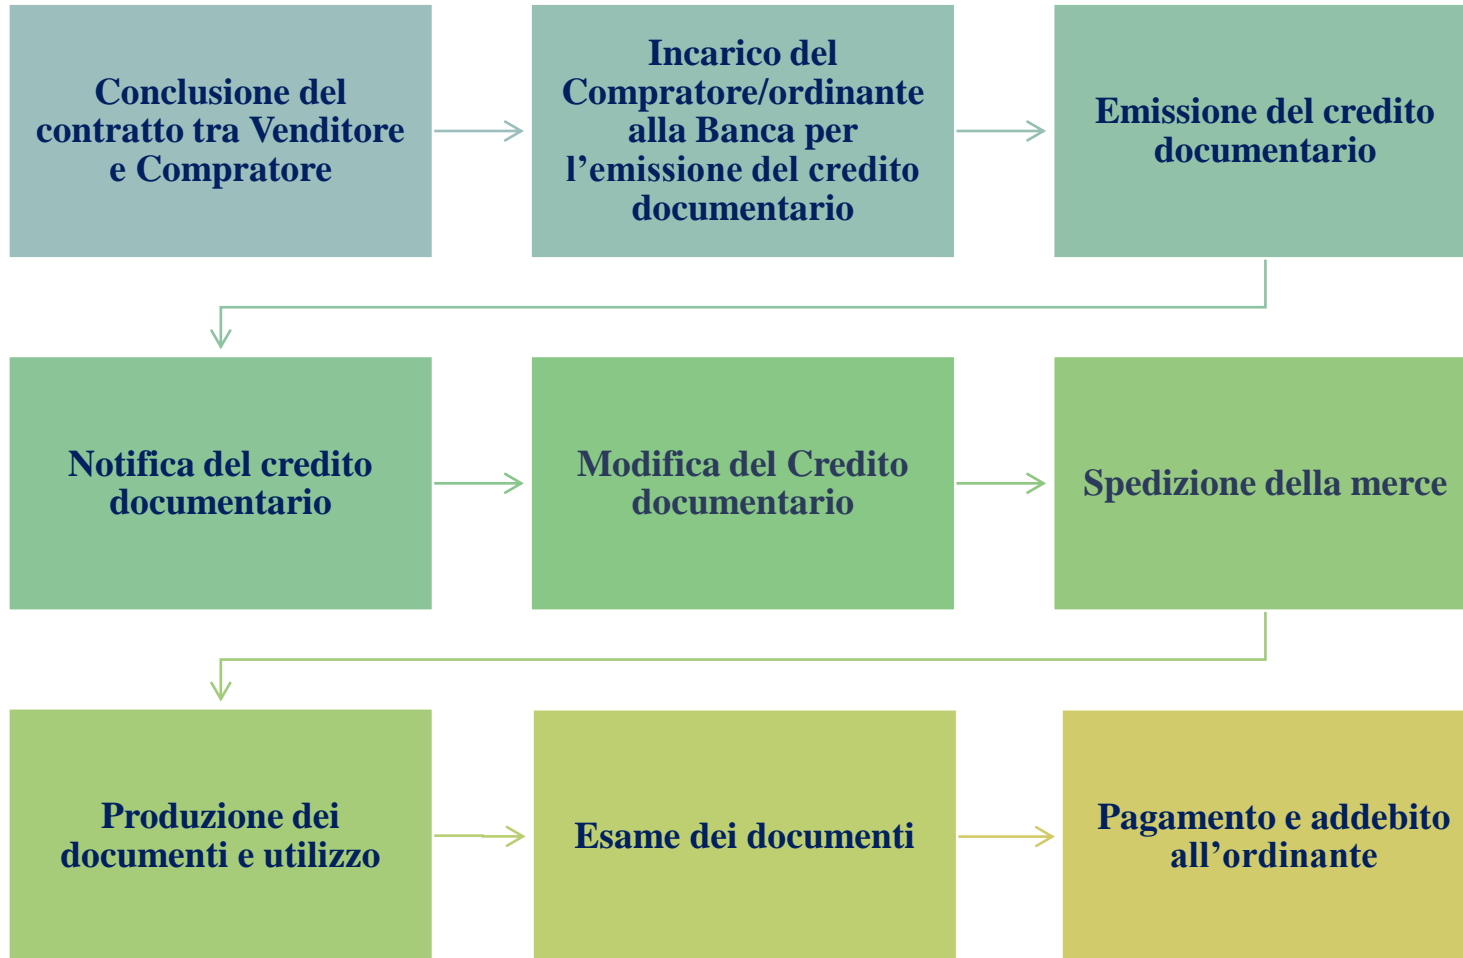 Conclusione del
contratto tra Venditore
e Compratore
Incarico del
Compratore/ordinante
alla Banca per
l’emissione del credito
documentario
Emissione del credito
documentario
Notifica del credito
documentario
Modifica del Credito
documentario
Spedizione della merce
Produzione dei
documenti e utilizzo
Esame dei documenti
Pagamento e addebito
all’ordinante